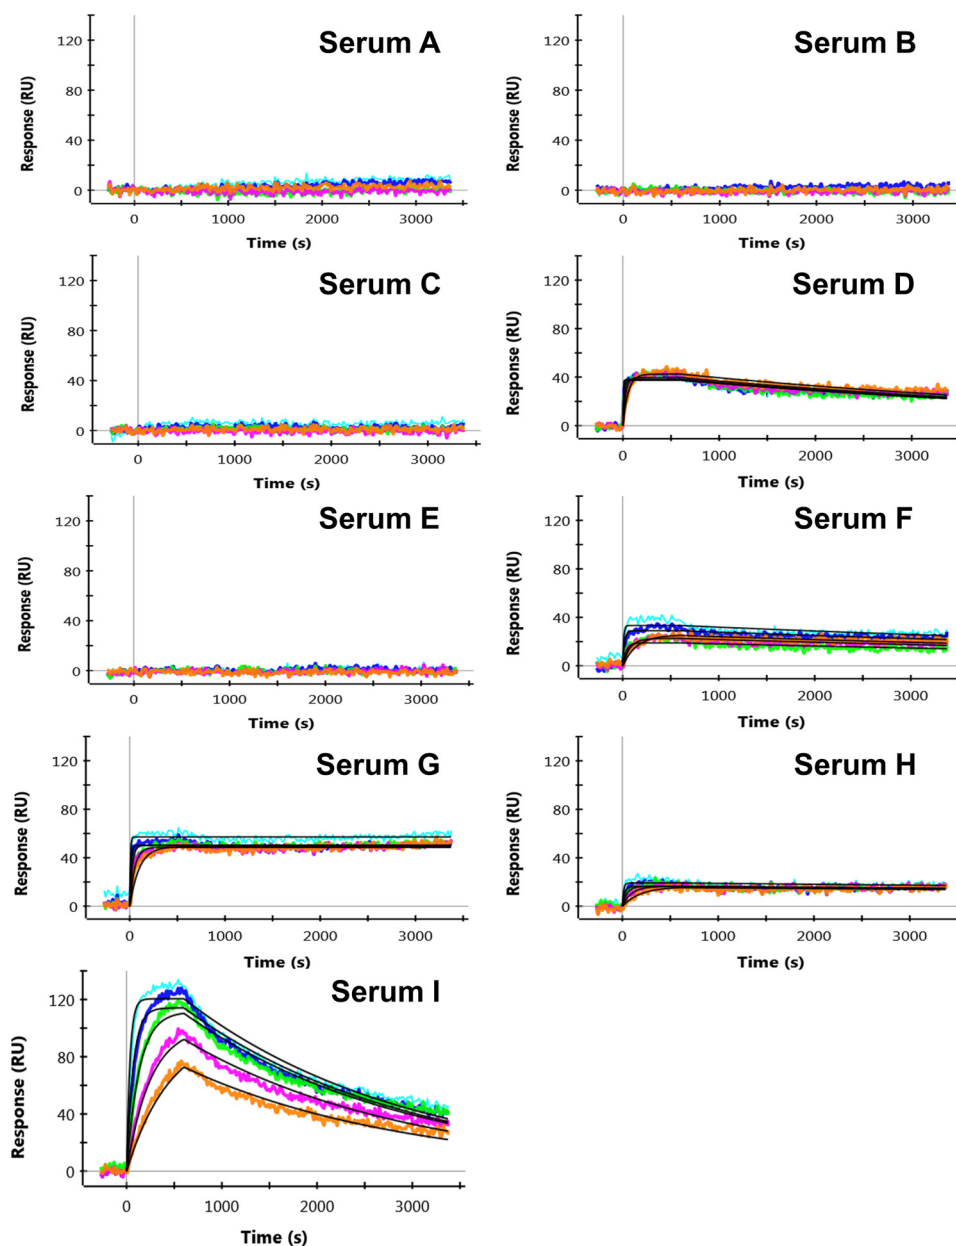 Serum A
Response (RU)
120
80
40
0
0 1000 2000 3000
Time (s)
Serum B
Response (RU)
120
80
40
0
0 1000 2000 3000
Time (s)
Serum C
Response (RU)
120
80
40
0
0 1000 2000 3000
Time (s)
Serum D
Response (RU)
120
80
40
0
0 1000 2000 3000
Time (s)
Serum E
Response (RU)
120
80
40
0
0 1000 2000 3000
Time (s)
Serum F
Response (RU)
120
80
40
0
0 1000 2000 3000
Time (s)
Serum G
Response (RU)
120
80
40
0
0 1000 2000 3000
Time (s)
Serum H
Response (RU)
120
80
40
0
0 1000 2000 3000
Time (s)
Serum I
Response (RU)
120
80
40
0
0 1000 2000 3000
Time (s)